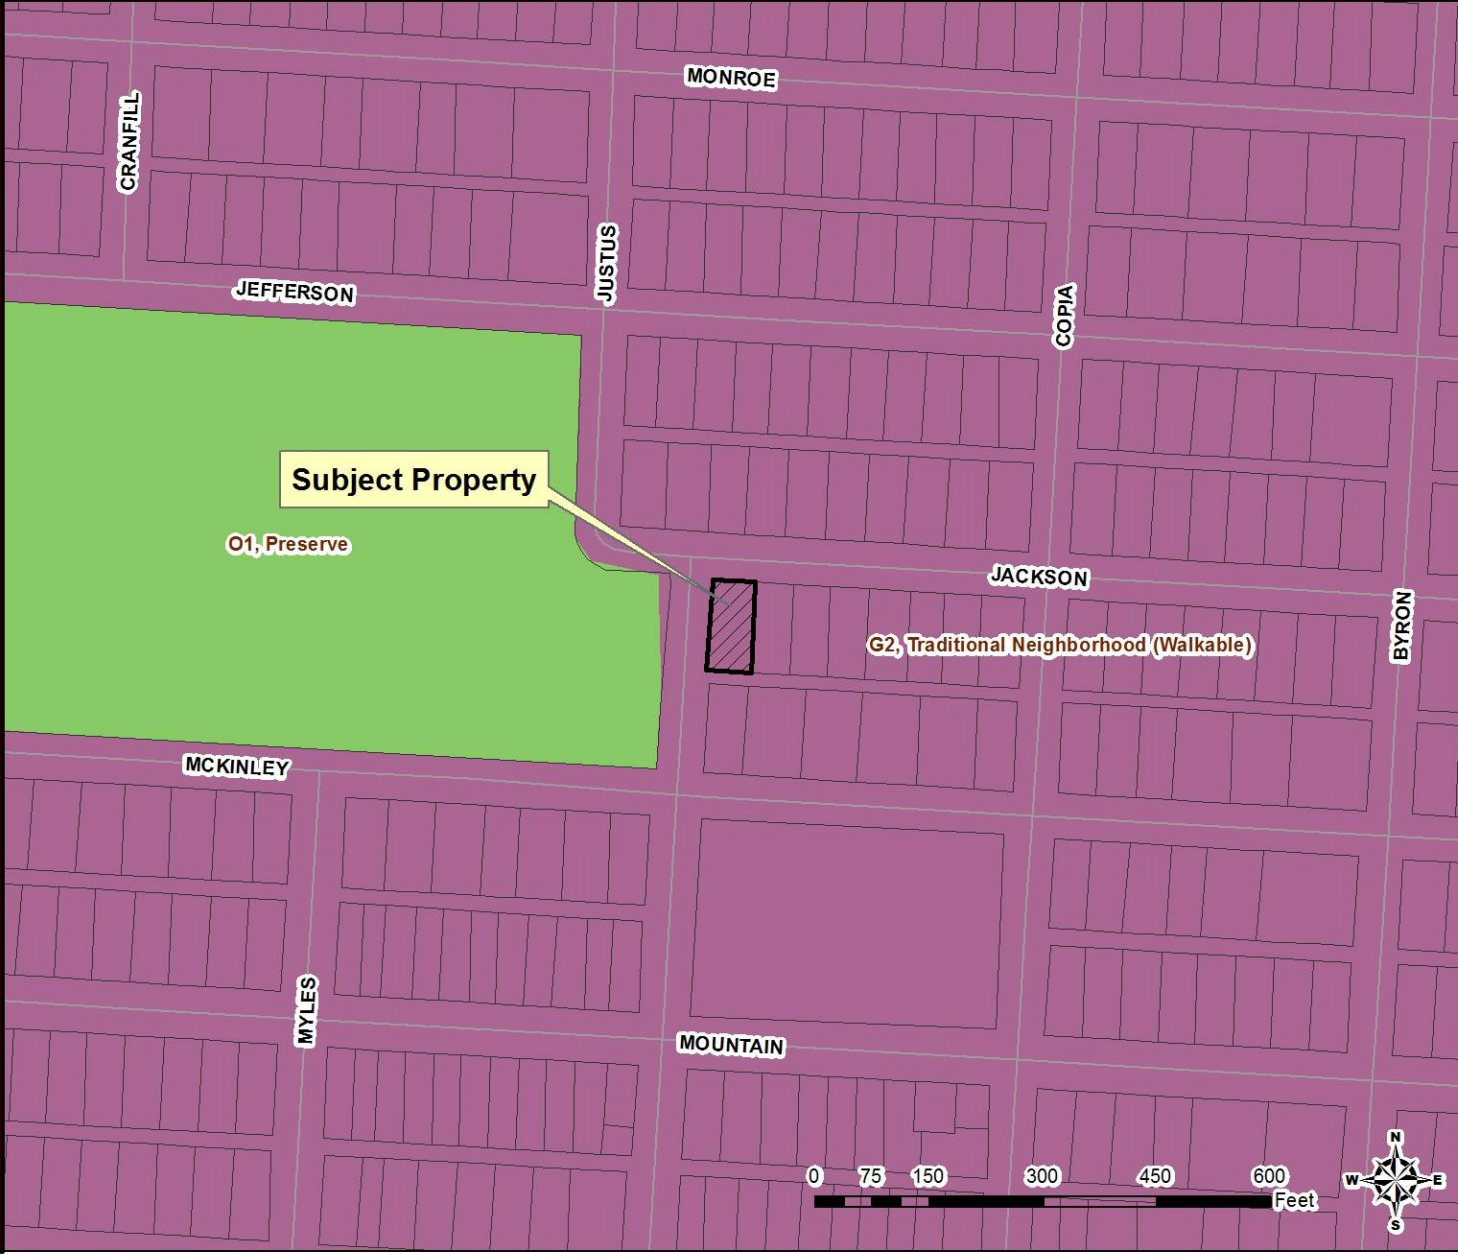 MONROE
CRANFILL
JUSTUS
JEFFERSON
COPIA
Subject Property
O1, Preserve
JACKSON
BYRON
G2, Traditional Neighborhood (Walkable)
MCKINLEY
MYLES
MOUNTAIN
N
W E
S
0 75 150 300 450 600
Feet